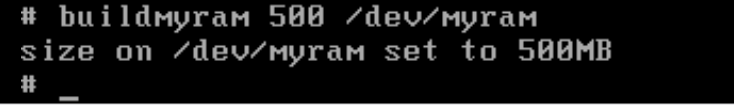 # buildmyram 500 /dev/myram
size on /dev/myram set to 500MB
# _